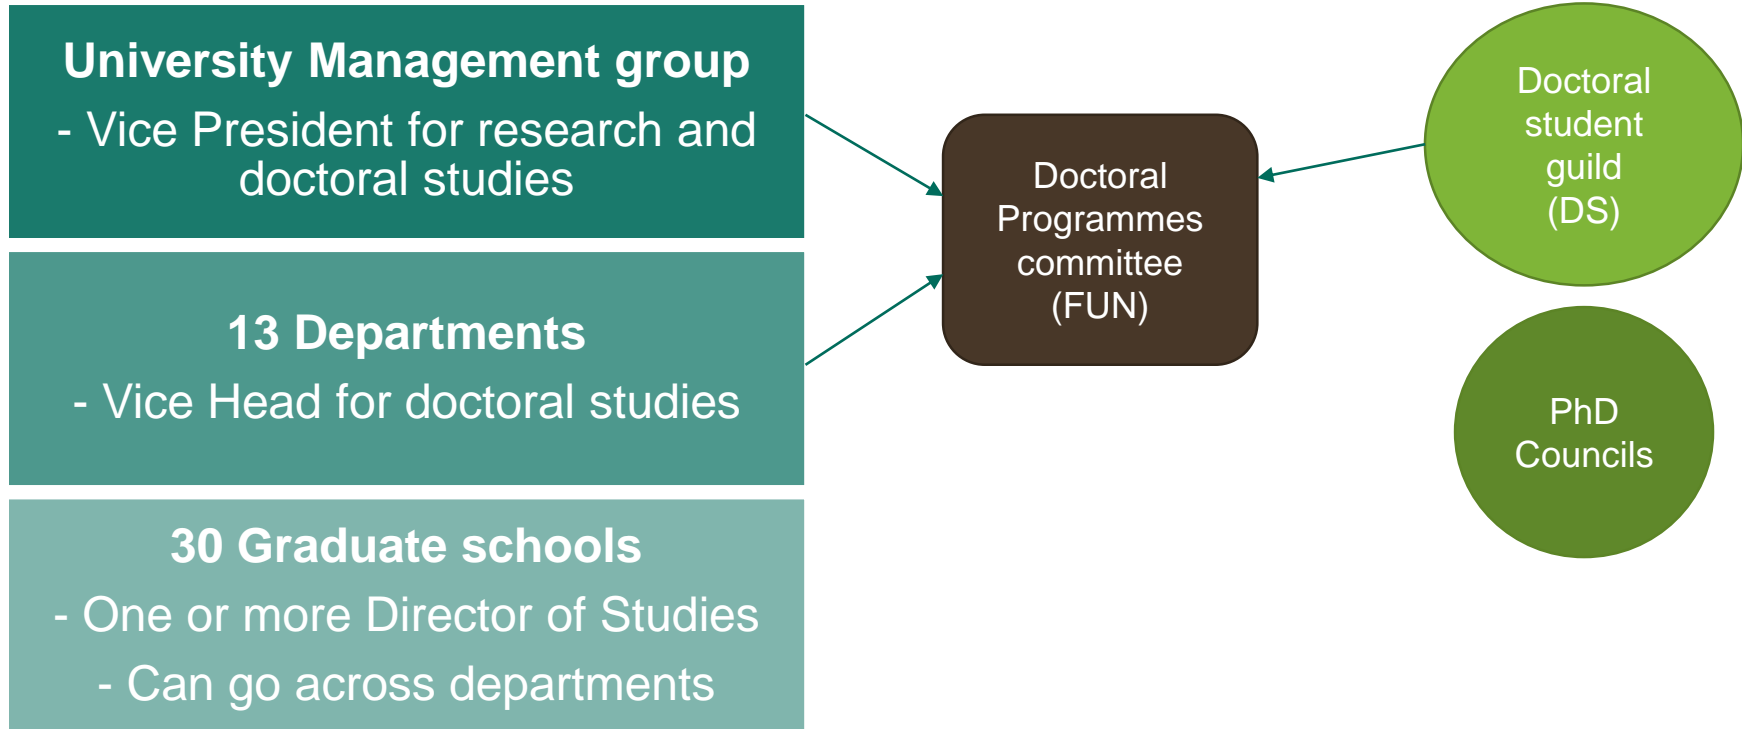 University Management group
- Vice President for research and
doctoral studies
13 Departments
- Vice Head for doctoral studies
30 Graduate schools
- One or more Director of Studies
- Can go across departments
Doctoral
Programmes
committee
(FUN)
Doctoral
student
guild
(DS)
PhD
Councils